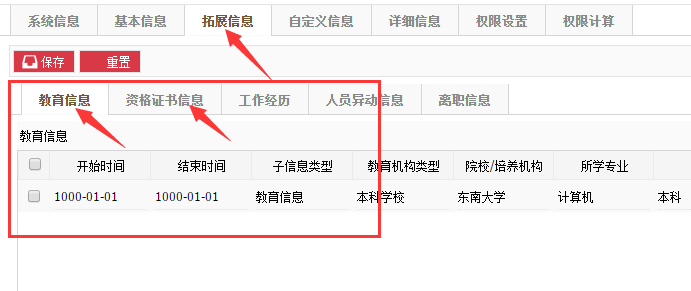 系统信息 基本信息 拓展信息 自定义信息 详细信息 权限设置 权限计算
保存 重置
教育信息 资格证书信息 工作经历 人员异动信息 离职信息
教育信息
开始时间 结束时间 子信息类型 教育机构类型 院校/培养机构 所学专业
1000-01-01 1000-01-01 教育信息 本科学校 东南大学 计算机 本科